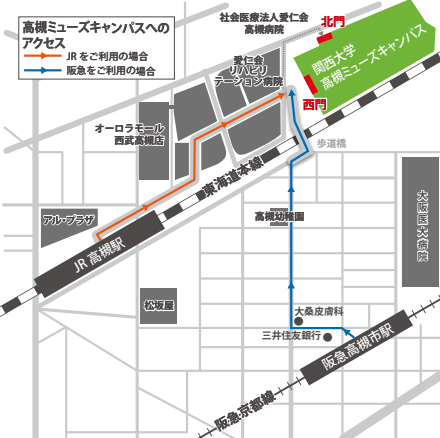 高槻ミューズキャンパスへの
アクセス
JRをご利用の場合
阪急をご利用の場合
社会医療法人愛仁会
高槻病院
北門
関西大学
高槻ミューズキャンパス
愛仁会
リハビリ
テーション病院
西門
オーロラモール
西武高槻店
歩道橋
東海道本線
大阪医大病院
アル・プラザ
高槻幼稚園
JR高槻駅
松坂屋
大桑皮膚科
三井住友銀行
阪急高槻市駅
阪急京都線